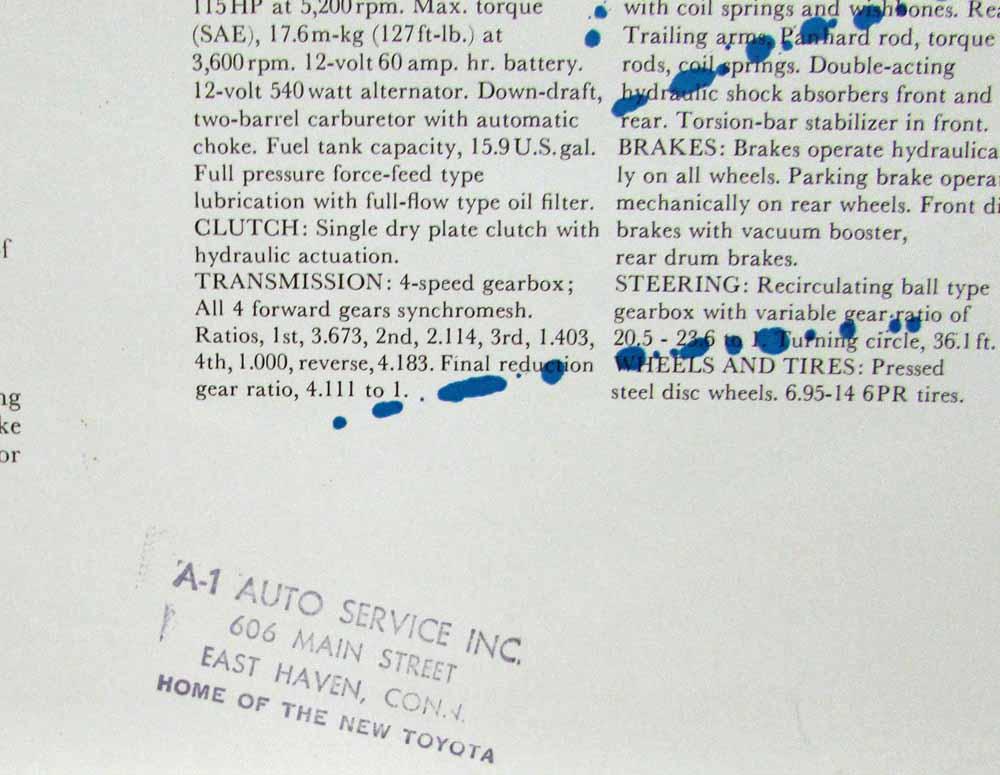 f
ng
ke
or
115 HP at 5,200 rpm. Max. torque
(SAE), 17.6 m-kg (127 ft-lb.) at
3,600 rpm. 12-volt 60 amp. hr. battery.
12-volt 540 watt alternator. Down-draft,
two-barrel carburetor with automatic
choke. Fuel tank capacity, 15.9 U.S. gal.
Full pressure force-feed type
lubrication with full-flow type oil filter.
CLUTCH: Single dry plate clutch with
hydraulic actuation.
TRANSMISSION: 4-speed gearbox;
All 4 forward gears synchromesh.
Ratios, 1st, 3.673, 2nd, 2.114, 3rd, 1.403,
4th, 1.000, reverse, 4.183. Final reduction
gear ratio, 4.111 to 1.
with coil springs and wishbones. Rea
Trailing arms, Panhard rod, torque
rods, coil springs. Double-acting
hydraulic shock absorbers front and
rear. Torsion-bar stabilizer in front.
BRAKES: Brakes operate hydraulica
ly on all wheels. Parking brake opera
mechanically on rear wheels. Front di
brakes with vacuum booster,
rear drum brakes.
STEERING: Recirculating ball type
gearbox with variable gear ratio of
20.5 - 23.6 to 1. Turning circle, 36.1 ft.
WHEELS AND TIRES: Pressed
steel disc wheels. 6.95-14 6PR tires.
A-1 AUTO SERVICE INC.
606 MAIN STREET
EAST HAVEN, CONN.
HOME OF THE NEW TOYOTA